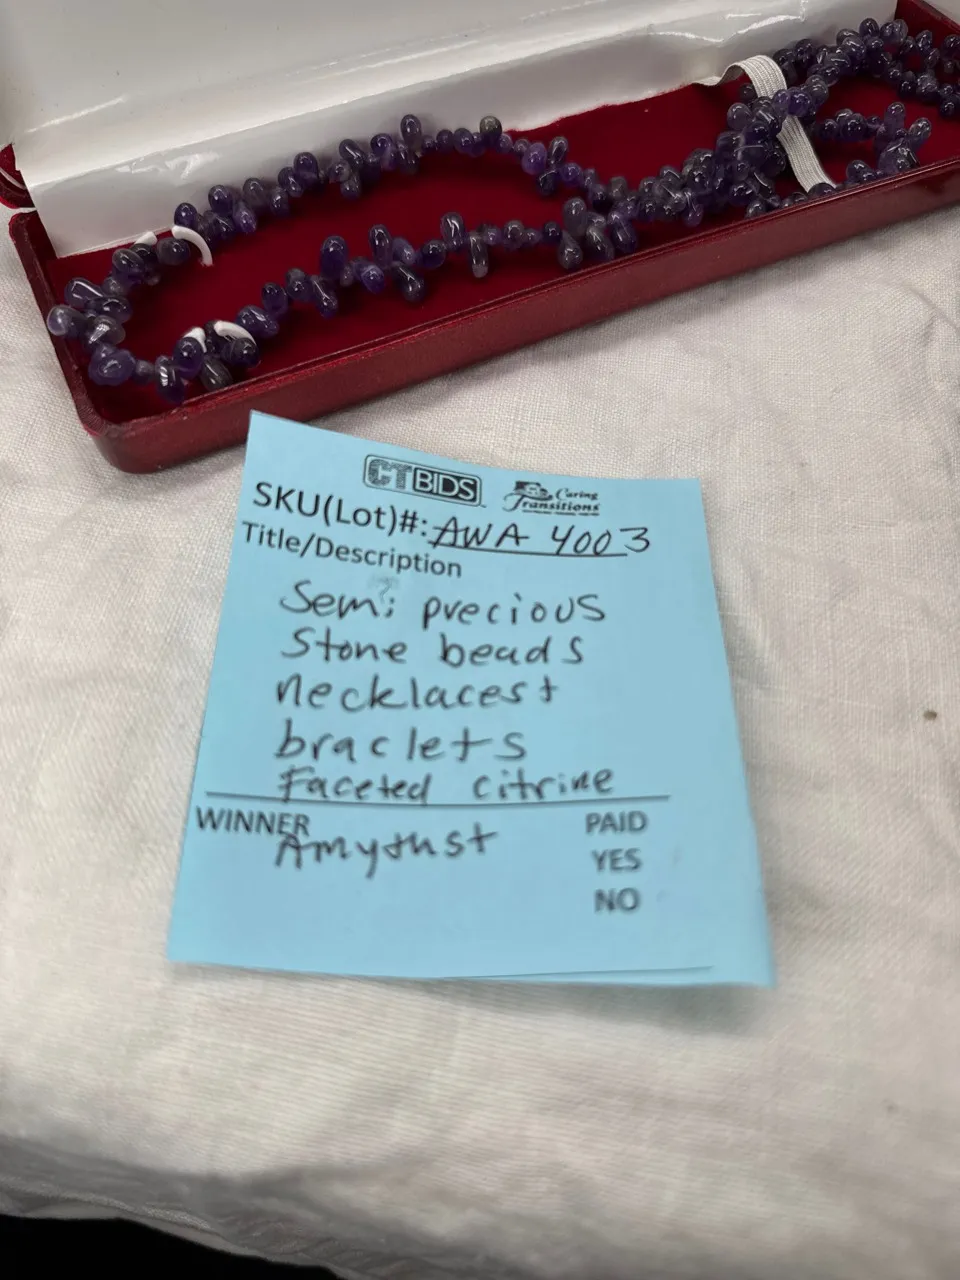 CTBIDS
Caring
Transitions
SKU(Lot)#: AWA 4003
Title/Description
Semi precious
Stone beads
necklaces +
braclets
Faceted citrine
WINNER
Amythst
PAID
YES
NO